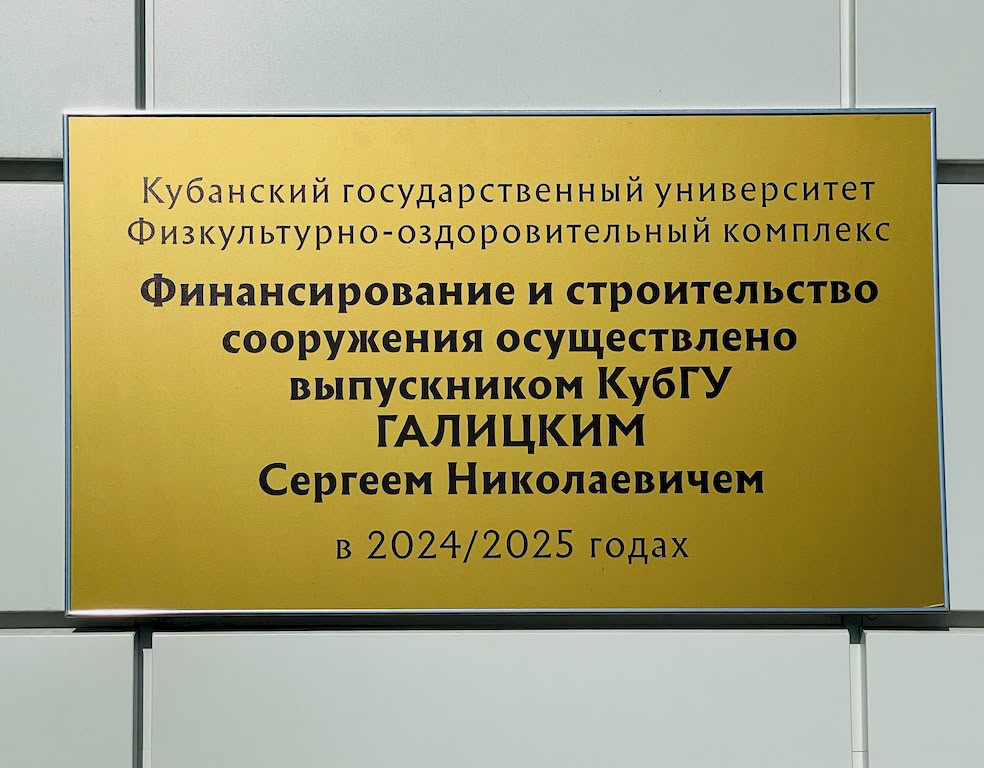 Кубанский государственный университет
Физкультурно-оздоровительный комплекс
Финансирование и строительство
сооружения осуществлено
выпускником КубГУ
ГАЛИЦКИМ
Сергеем Николаевичем
в 2024/2025 годах